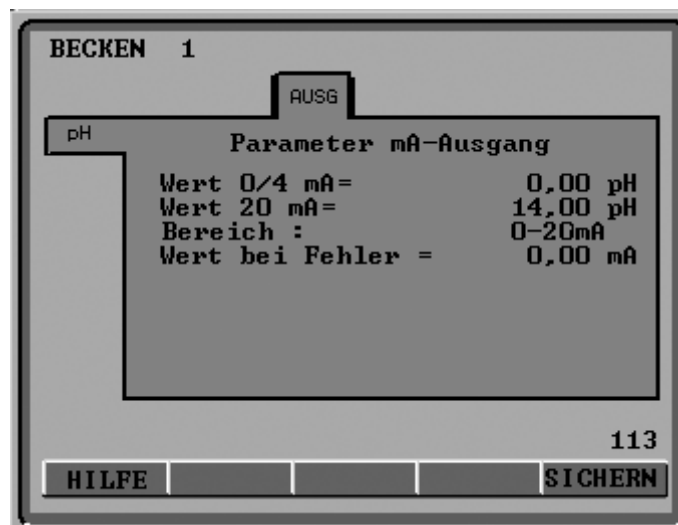 BECKEN 1
AUSG
pH
Parameter mA-Ausgang
Wert 0/4 mA= 0,00 pH
Wert 20 mA= 14,00 pH
Bereich : 0-20mA
Wert bei Fehler = 0,00 mA
113
HILFE SICHERN